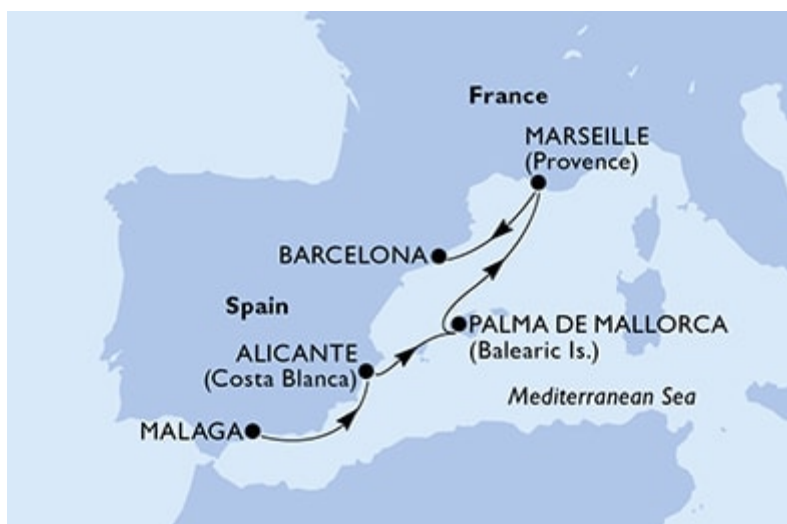 France
MARSEILLE
(Provence)
BARCELONA
Spain
PALMA DE MALLORCA
(Balearic Is.)
ALICANTE
(Costa Blanca)
Mediterranean Sea
MALAGA